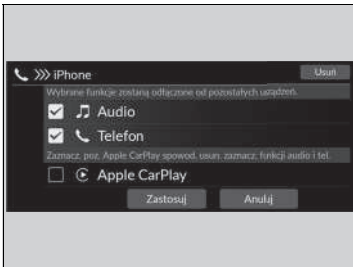 iPhone
Usuń
Wybrane funkcje zostaną odłączone od pozostałych urządzeń.
Audio
Telefon
Zaznacz. poz. Apple CarPlay spowod. usun. zaznacz. funkcji audio i tel.
Apple CarPlay
Zastosuj
Anuluj